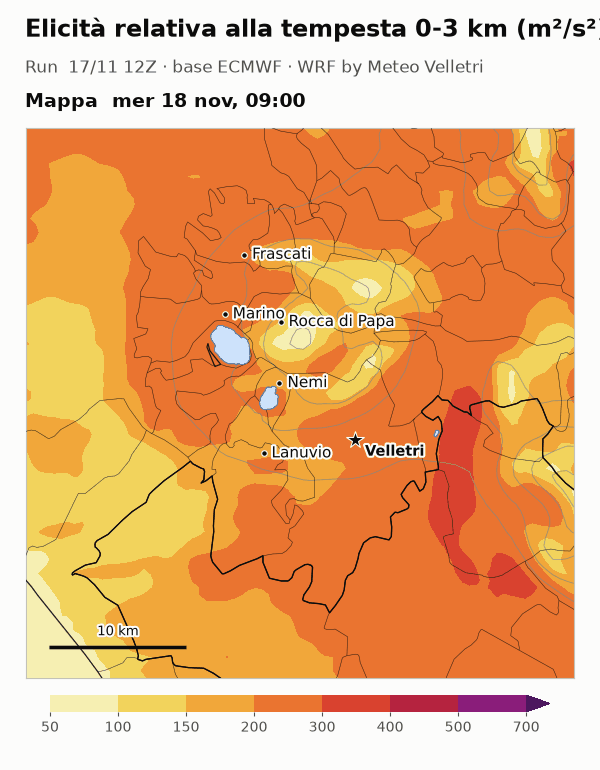 Elicità relativa alla tempesta 0-3 km (m²/s²)
Run  17/11 12Z · base ECMWF · WRF by Meteo Velletri
Mappa  mer 18 nov, 09:00
Frascati
Marino
Rocca di Papa
Nemi
Velletri
Lanuvio
10 km
50 100 150 200 300 400 500 700